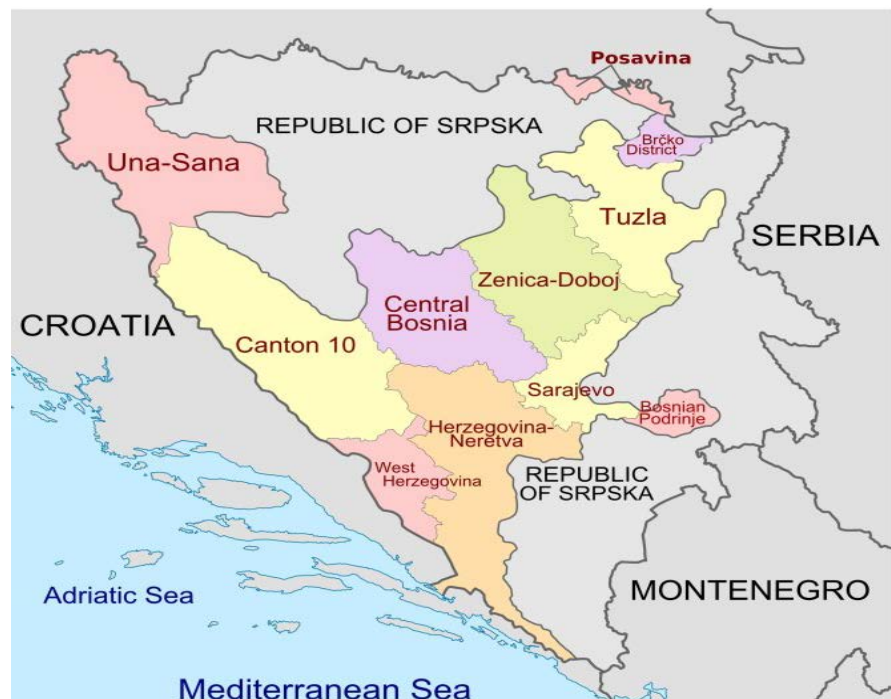 Posavina
REPUBLIC OF SRPSKA
Brčko
District
Una-Sana
Tuzla
SERBIA
Zenica-Doboj
Central
Bosnia
CROATIA
Canton 10
Sarajevo
Bosnian
Podrinje
Herzegovina-
Neretva
West
Herzegovina
REPUBLIC
OF SRPSKA
Adriatic Sea
MONTENEGRO
Mediterranean Sea